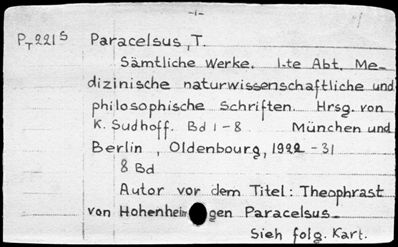 -1-
PT221S Paracelsus, T.
Sämtliche Werke. 1-te Abt. Me-
dizinische naturwissenschaftliche und
philosophische Schriften. Hrsg. von
K. Sudhoff. Bd 1-8 München und
Berlin, Oldenbourg, 1922-31
8 Bd
Autor vor dem Titel: Theophrast
von Hohenheim gen Paracelsus.
Sieh folg. Kart.